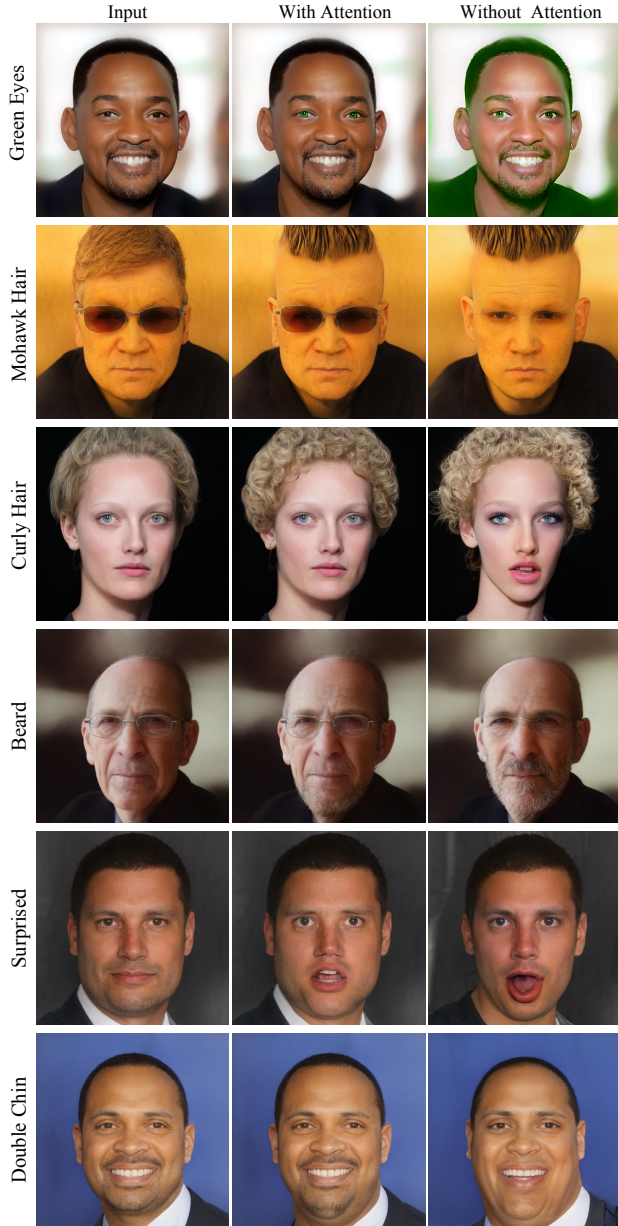 Input With Attention Without Attention
Green Eyes
Mohawk Hair
Curly Hair
Beard
Surprised
Double Chin